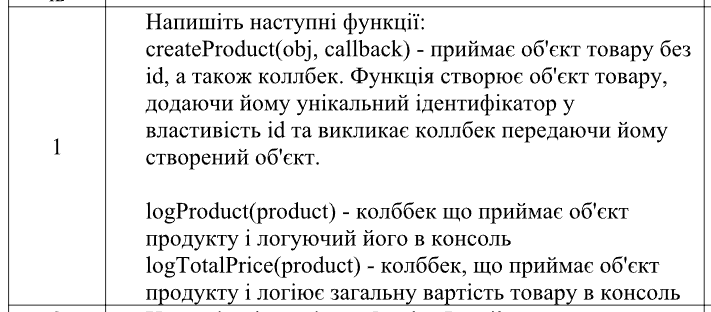 Напишіть наступні функції:
createProduct(obj, callback) - приймає об'єкт товару без
id, а також коллбек. Функція створює об'єкт товару,
додаючи йому унікальний ідентифікатор у
властивість id та викликає коллбек передаючи йому
створений об'єкт.
1
logProduct(product) - колббек що приймає об'єкт
продукту і логуючий його в консоль
logTotalPrice(product) - колббек, що приймає об'єкт
продукту і логіює загальну вартість товару в консоль